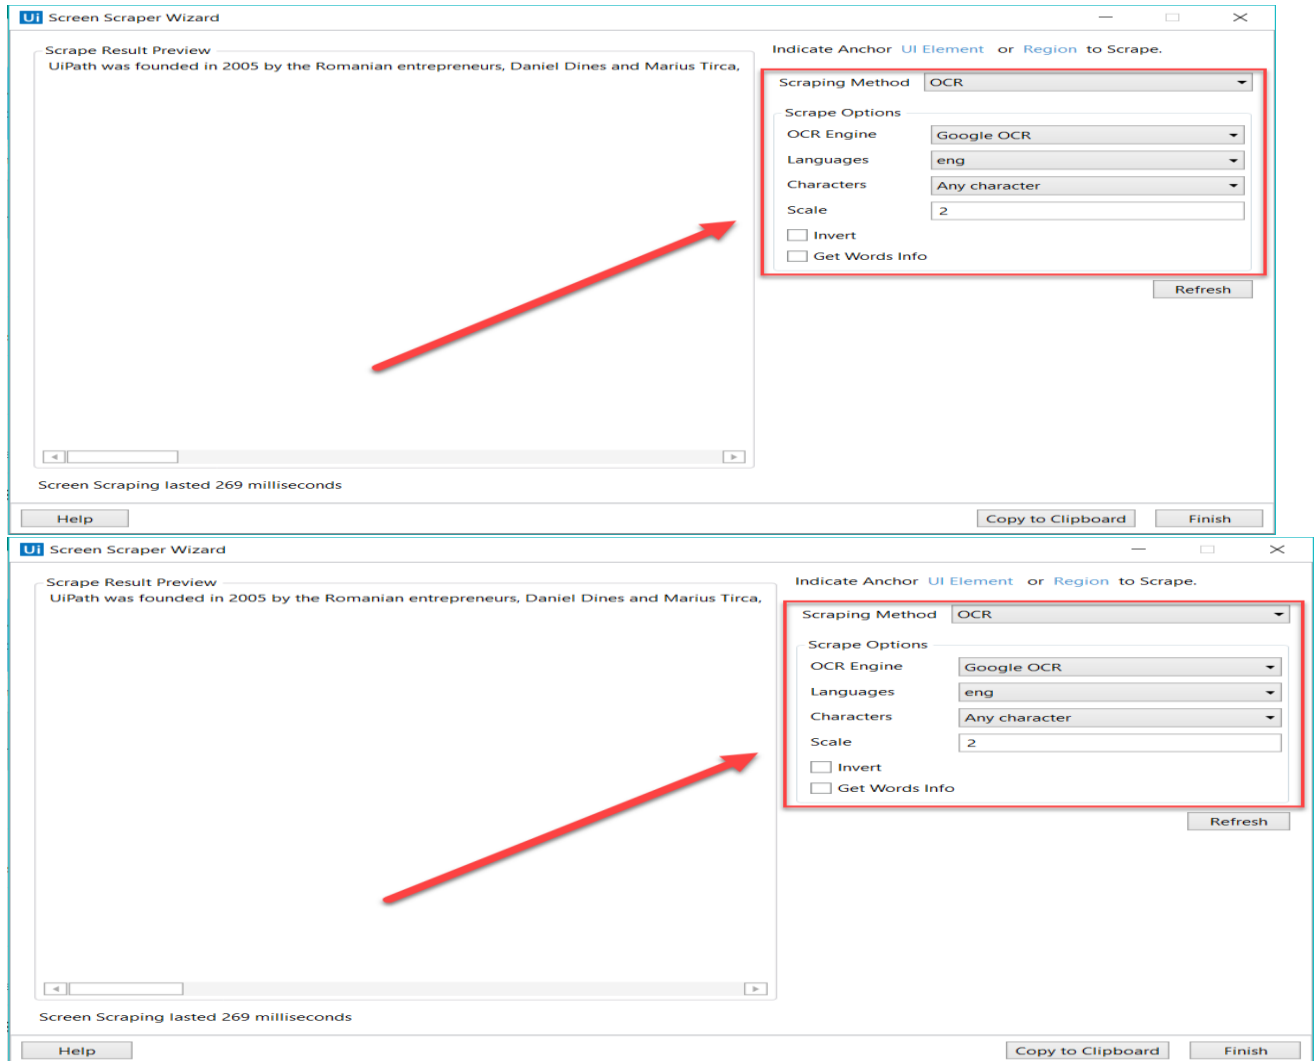 Ui Screen Scraper Wizard
Scrape Result Preview
UiPath was founded in 2005 by the Romanian entrepreneurs, Daniel Dines and Marius Tirca,
Indicate Anchor UI Element or Region to Scrape.
Scraping Method OCR
Scrape Options
OCR Engine Google OCR
Languages eng
Characters Any character
Scale 2
Invert
Get Words Info
Refresh
Screen Scraping lasted 269 milliseconds
Help Copy to Clipboard Finish
Ui Screen Scraper Wizard
Scrape Result Preview
UiPath was founded in 2005 by the Romanian entrepreneurs, Daniel Dines and Marius Tirca,
Indicate Anchor UI Element or Region to Scrape.
Scraping Method OCR
Scrape Options
OCR Engine Google OCR
Languages eng
Characters Any character
Scale 2
Invert
Get Words Info
Refresh
Screen Scraping lasted 269 milliseconds
Help Copy to Clipboard Finish